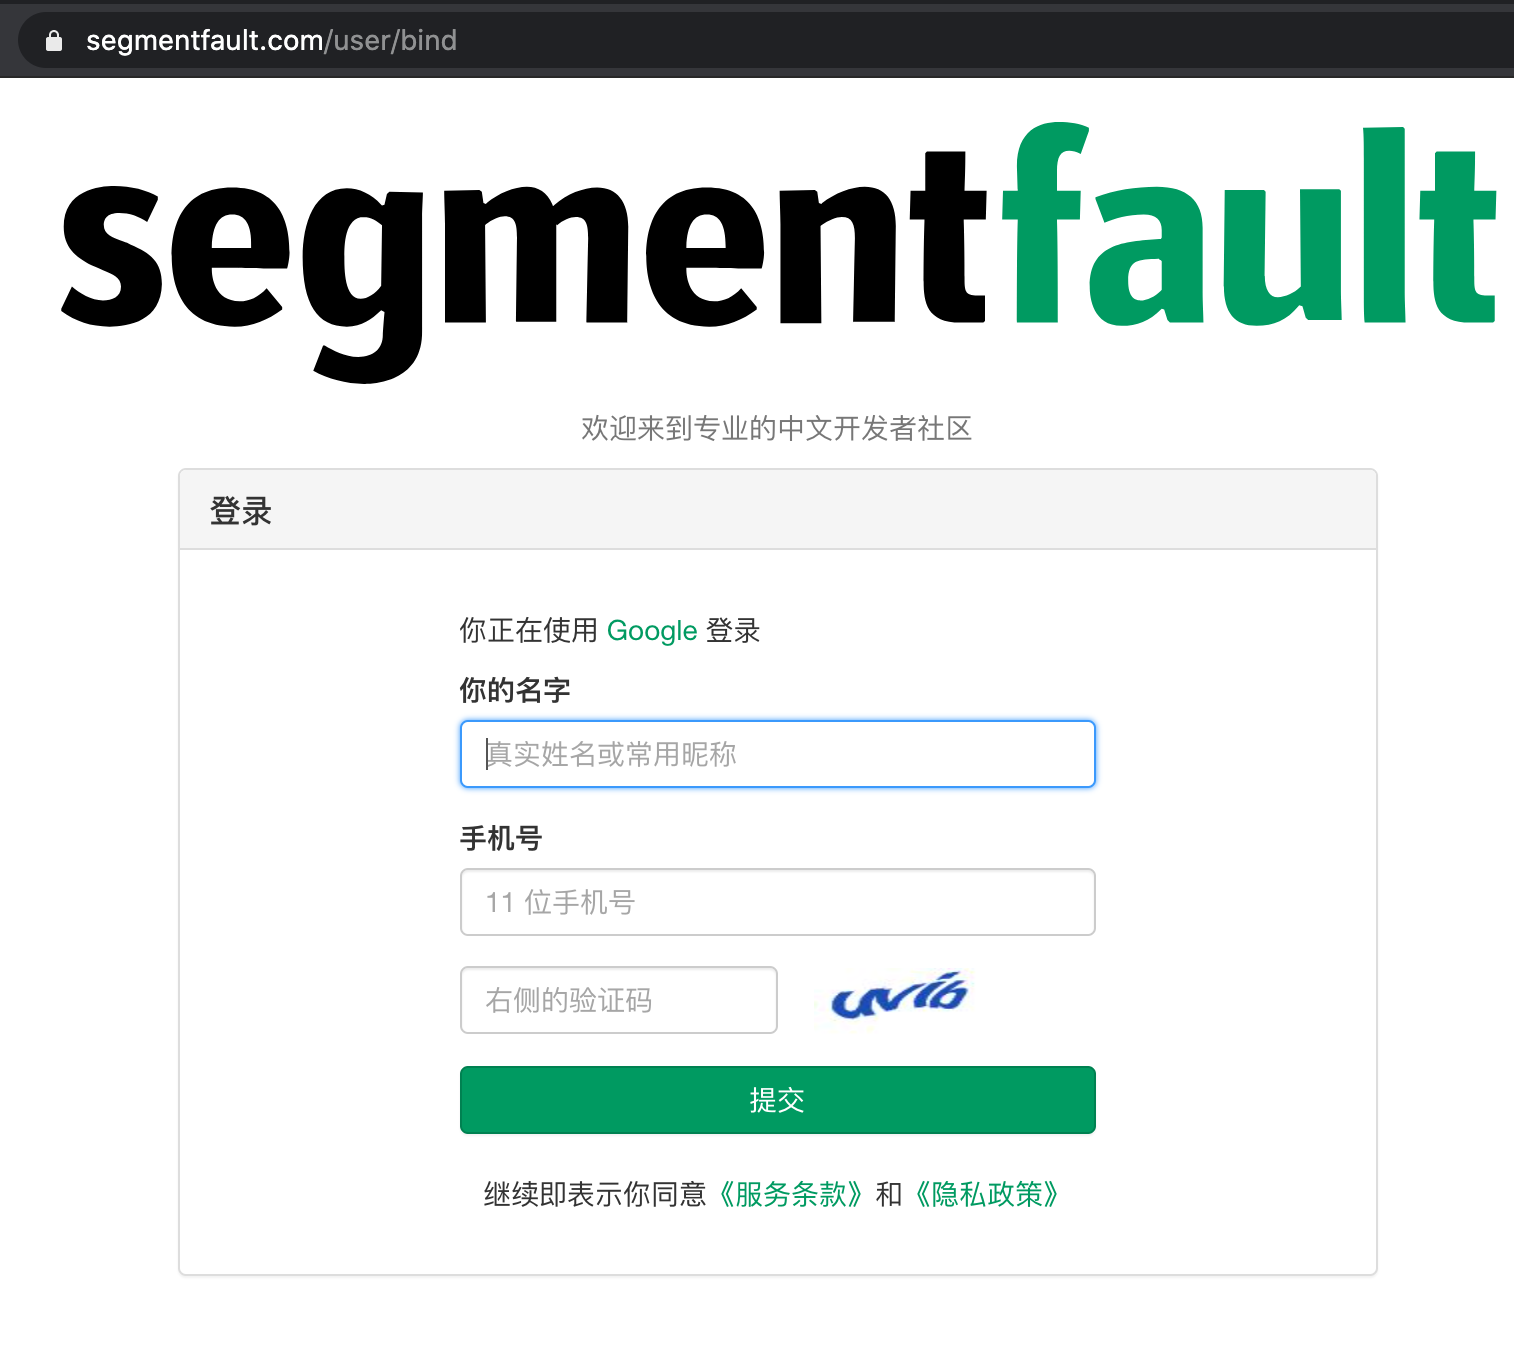 segmentfault.com/user/bind
segmentfault
欢迎来到专业的中文开发者社区
登录
你正在使用 Google 登录
你的名字
真实姓名或常用昵称
手机号
11 位手机号
右侧的验证码
提交
继续即表示你同意《服务条款》和《隐私政策》